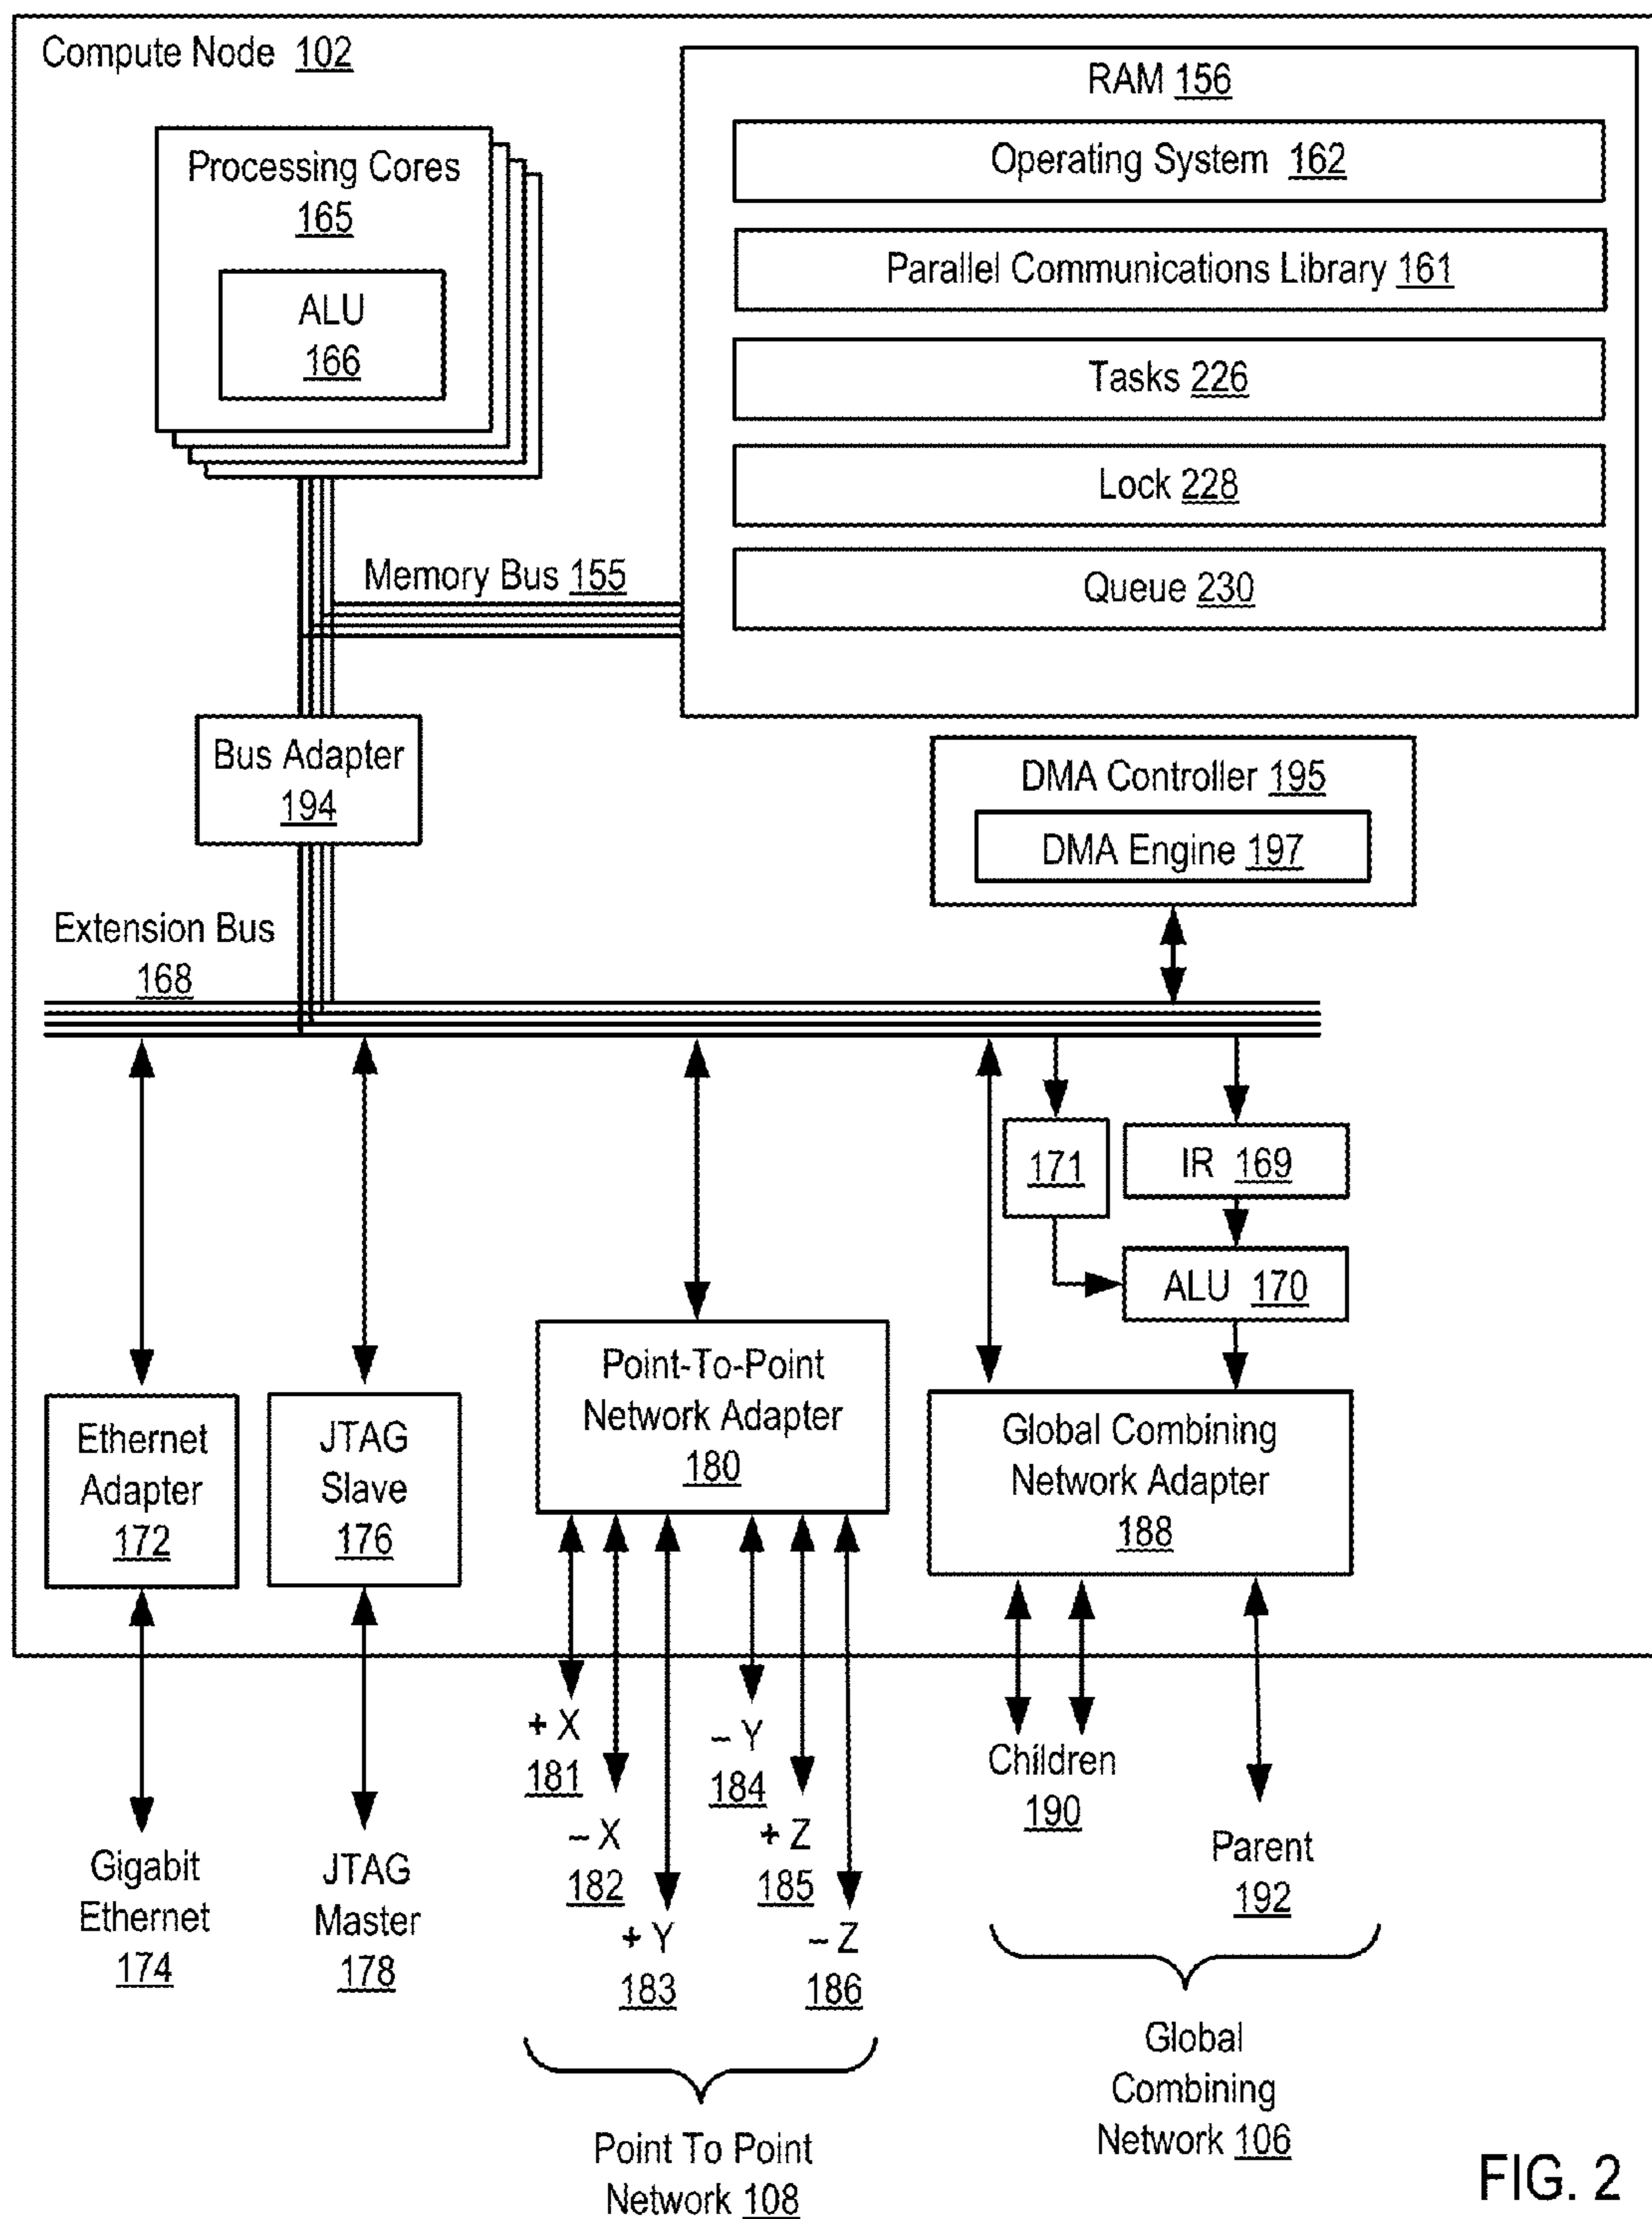 Compute Node 102
RAM 156
Operating System 162
Parallel Communications Library 161
Tasks 226
Lock 228
Queue 230
Processing Cores
165
ALU
166
Memory Bus 155
Bus Adapter
194
DMA Controller 195
DMA Engine 197
Extension Bus
168
171
IR 169
ALU 170
Ethernet
Adapter
172
JTAG
Slave
176
Point-To-Point
Network Adapter
180
Global Combining
Network Adapter
188
Gigabit
Ethernet
174
JTAG
Master
178
+ X
181
– X
182
+ Y
183
– Y
184
+ Z
185
– Z
186
Children
190
Parent
192
Point To Point
Network 108
Global
Combining
Network 106
FIG. 2